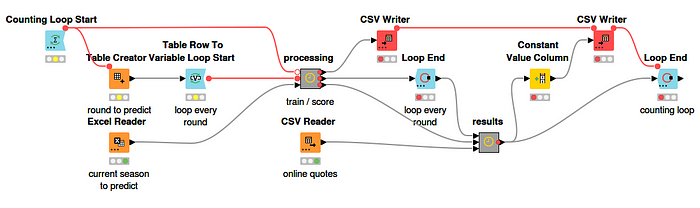 Counting Loop Start
Table Creator
round to predict
Table Row To
Variable Loop Start
loop every
round
Excel Reader
current season
to predict
processing
train / score
CSV Reader
online quotes
CSV Writer
Loop End
loop every
round
results
Constant
Value Column
CSV Writer
Loop End
counting loop